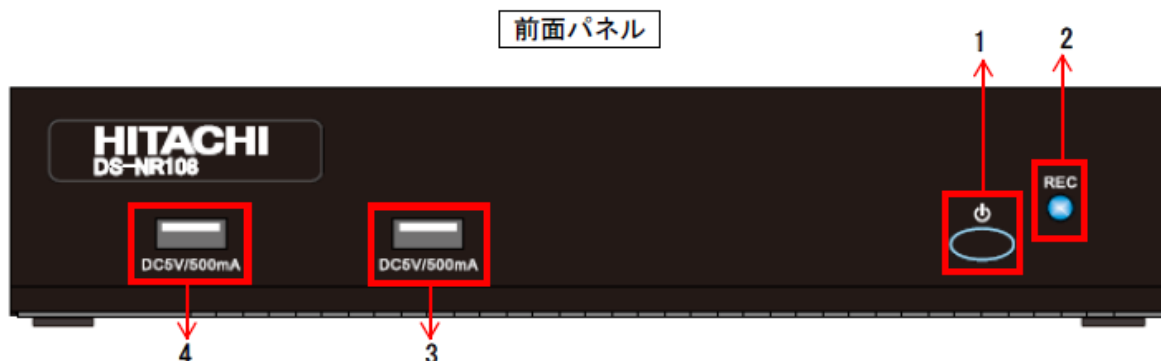 前面パネル
1
2
HITACHI
DS-NR108
REC
DC5V/500mA
DC5V/500mA
4
3